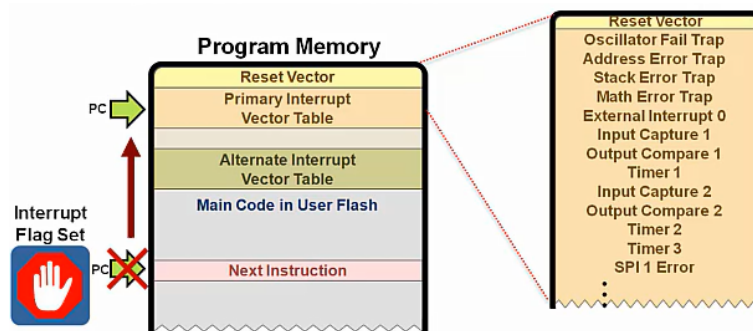 Program Memory
Reset Vector
PC
Primary Interrupt
Vector Table
Alternate Interrupt
Vector Table
Main Code in User Flash
Interrupt
Flag Set
PC
Next Instruction
Reset Vector
Oscillator Fail Trap
Address Error Trap
Stack Error Trap
Math Error Trap
External Interrupt 0
Input Capture 1
Output Compare 1
Timer 1
Input Capture 2
Output Compare 2
Timer 2
Timer 3
SPI 1 Error